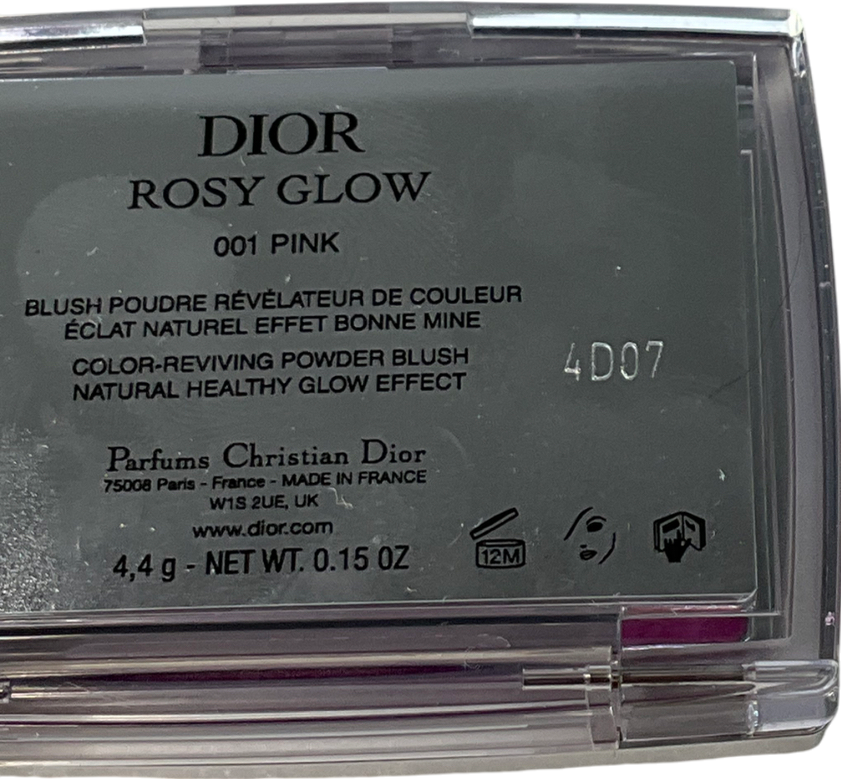 DIOR
ROSY GLOW
001 PINK
BLUSH POUDRE RÉVÉLATEUR DE COULEUR
ÉCLAT NATUREL EFFET BONNE MINE
COLOR-REVIVING POWDER BLUSH
NATURAL HEALTHY GLOW EFFECT
4D07
Parfums Christian Dior
75008 Paris - France - MADE IN FRANCE
W1S 2UE, UK
www.dior.com
4,4 g - NET WT. 0.15 OZ
12M